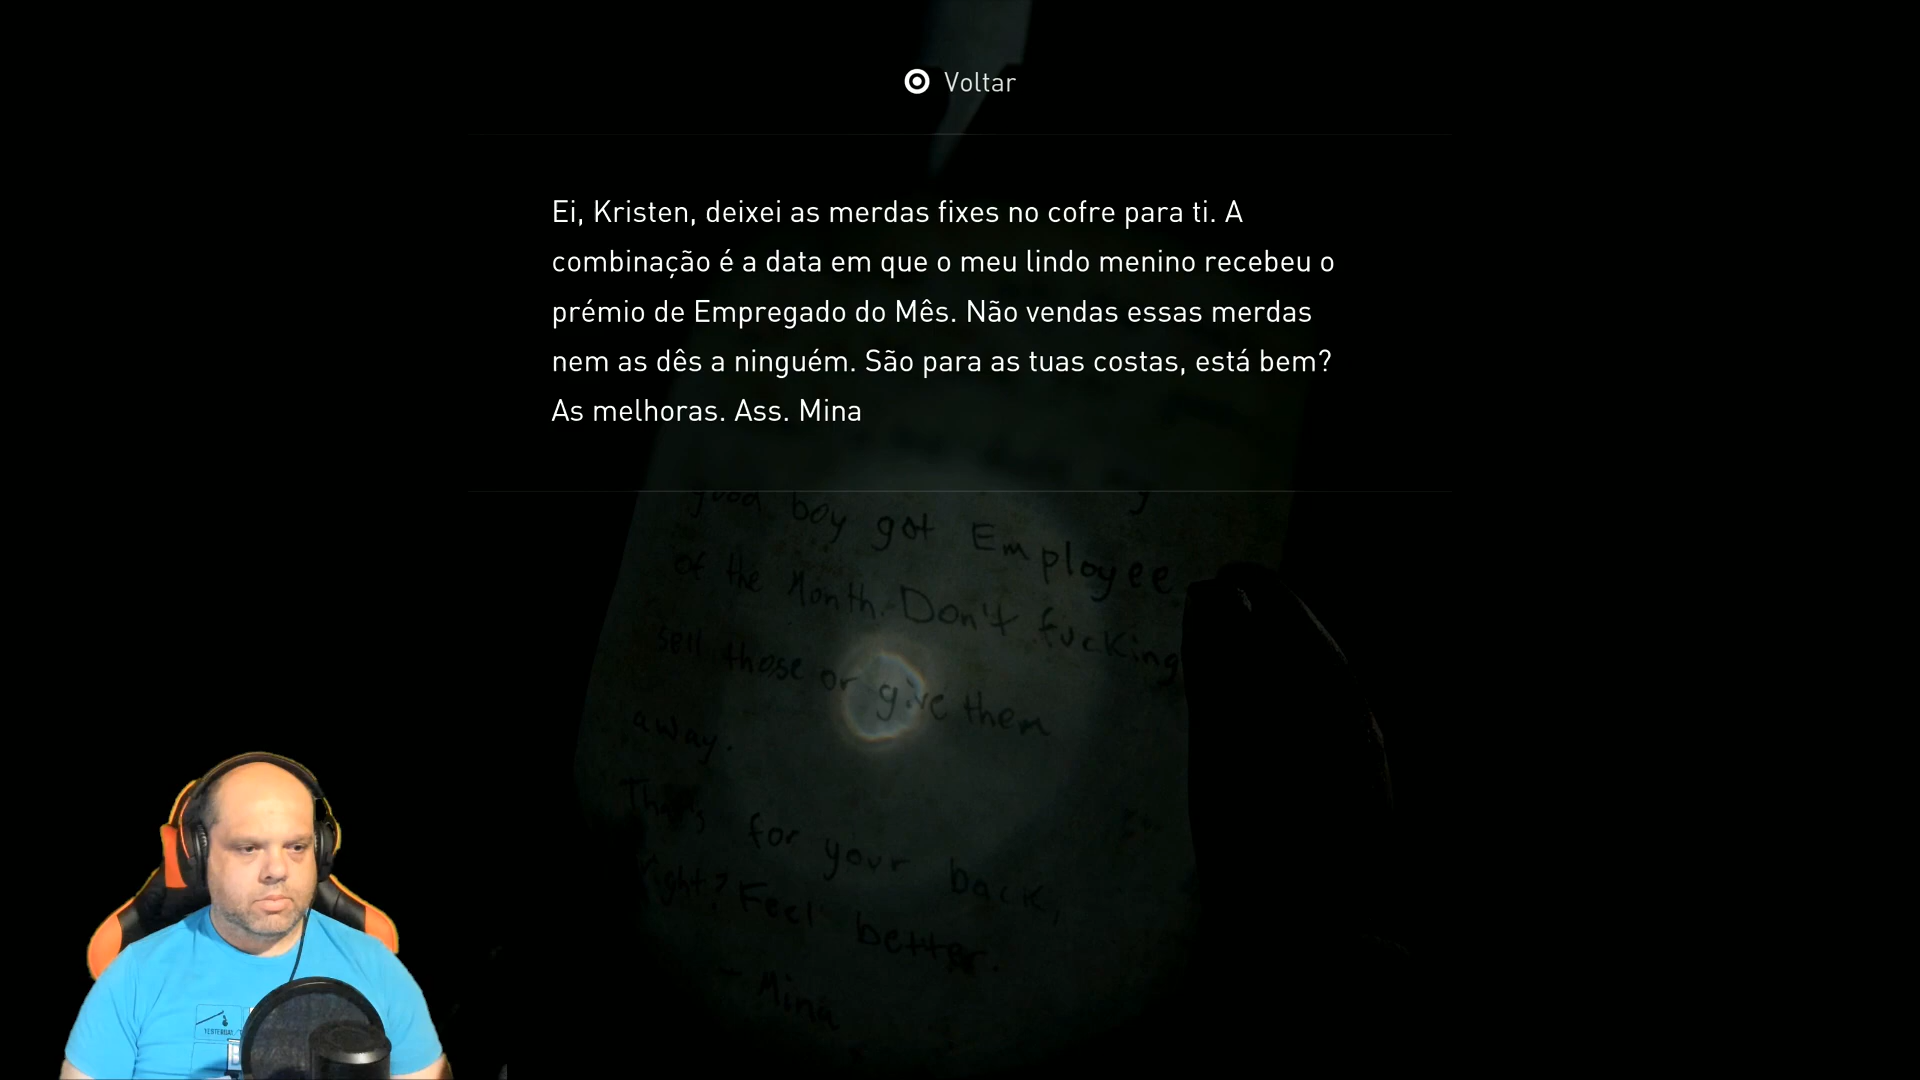 Voltar
Ei, Kristen, deixei as merdas fixes no cofre para ti. A
combinação é a data em que o meu lindo menino recebeu o
prémio de Empregado do Mês. Não vendas essas merdas
nem as dês a ninguém. São para as tuas costas, está bem?
As melhoras. Ass. Mina
good boy got Employee
of the Month. Don't fucking
sell those or give them
away.
for your back,
Feel better.
- Mina